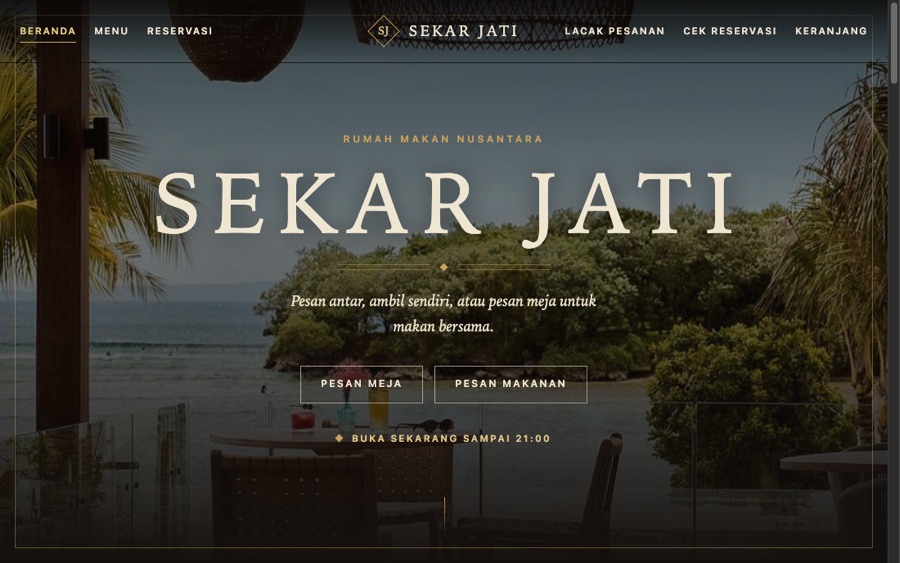 BERANDA MENU RESERVASI SJ SEKAR JATI LACAK PESANAN CEK RESERVASI KERANJANG
RUMAH MAKAN NUSANTARA
SEKAR JATI
Pesan antar, ambil sendiri, atau pesan meja untuk
makan bersama.
PESAN MEJA PESAN MAKANAN
BUKA SEKARANG SAMPAI 21:00